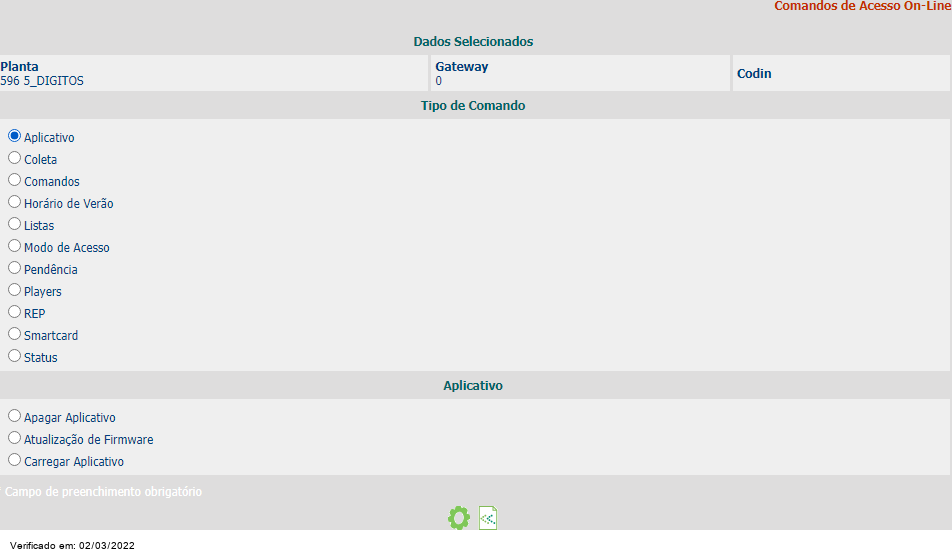 Comandos de Acesso On-Line
Dados Selecionados
Planta
596 5_DIGITOS
Gateway
0
Codin
Tipo de Comando
Aplicativo
Coleta
Comandos
Horário de Verão
Listas
Modo de Acesso
Pendência
Players
REP
Smartcard
Status
Aplicativo
Apagar Aplicativo
Atualização de Firmware
Carregar Aplicativo
Campo de preenchimento obrigatório
Verificado em: 02/03/2022